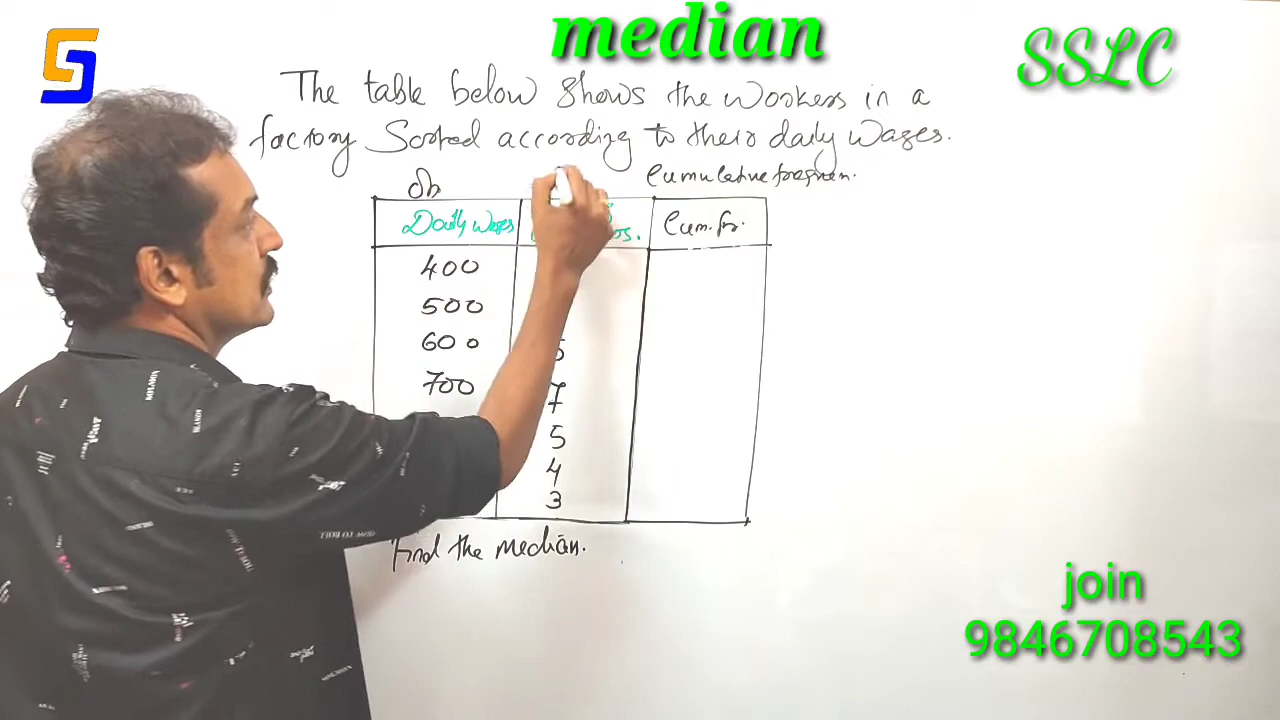 median
SSLC
The table below shows the workers in a
factory Sorted according to their daily wages.
Cumulative frequen.
Daily wages
Cum. fr.
400
500
600 5
700 7
5
4
3
find the median.
join
9846708543